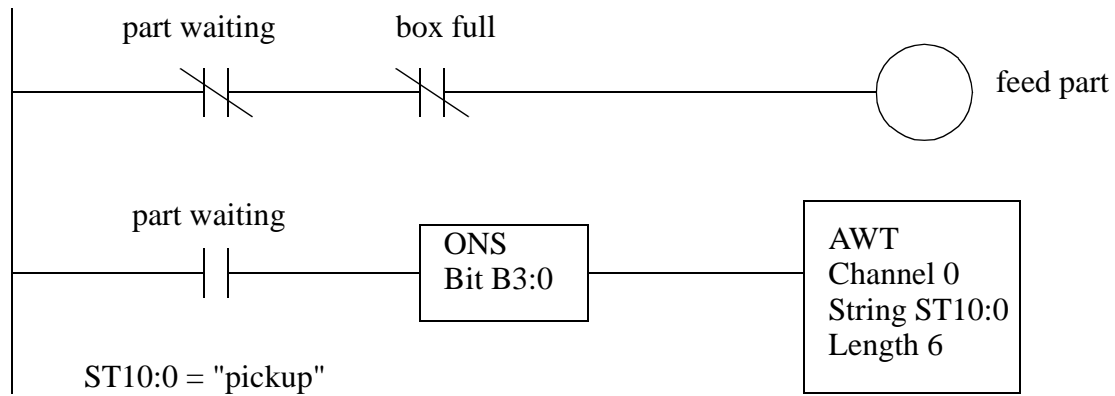 part waiting
box full
feed part
part waiting
ONS
Bit B3:0
AWT
Channel 0
String ST10:0
Length 6
ST10:0 = "pickup"